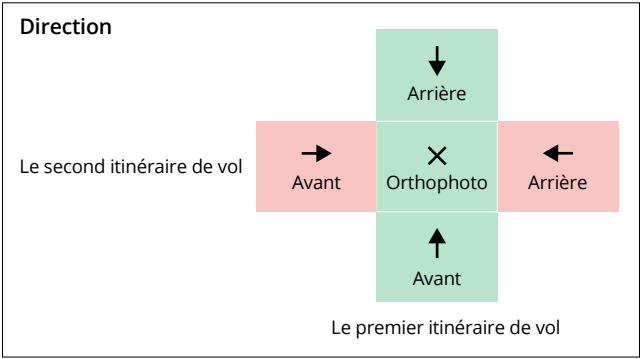 Direction
Arrière
Le second itinéraire de vol
Avant
Orthophoto
Arrière
Avant
Le premier itinéraire de vol